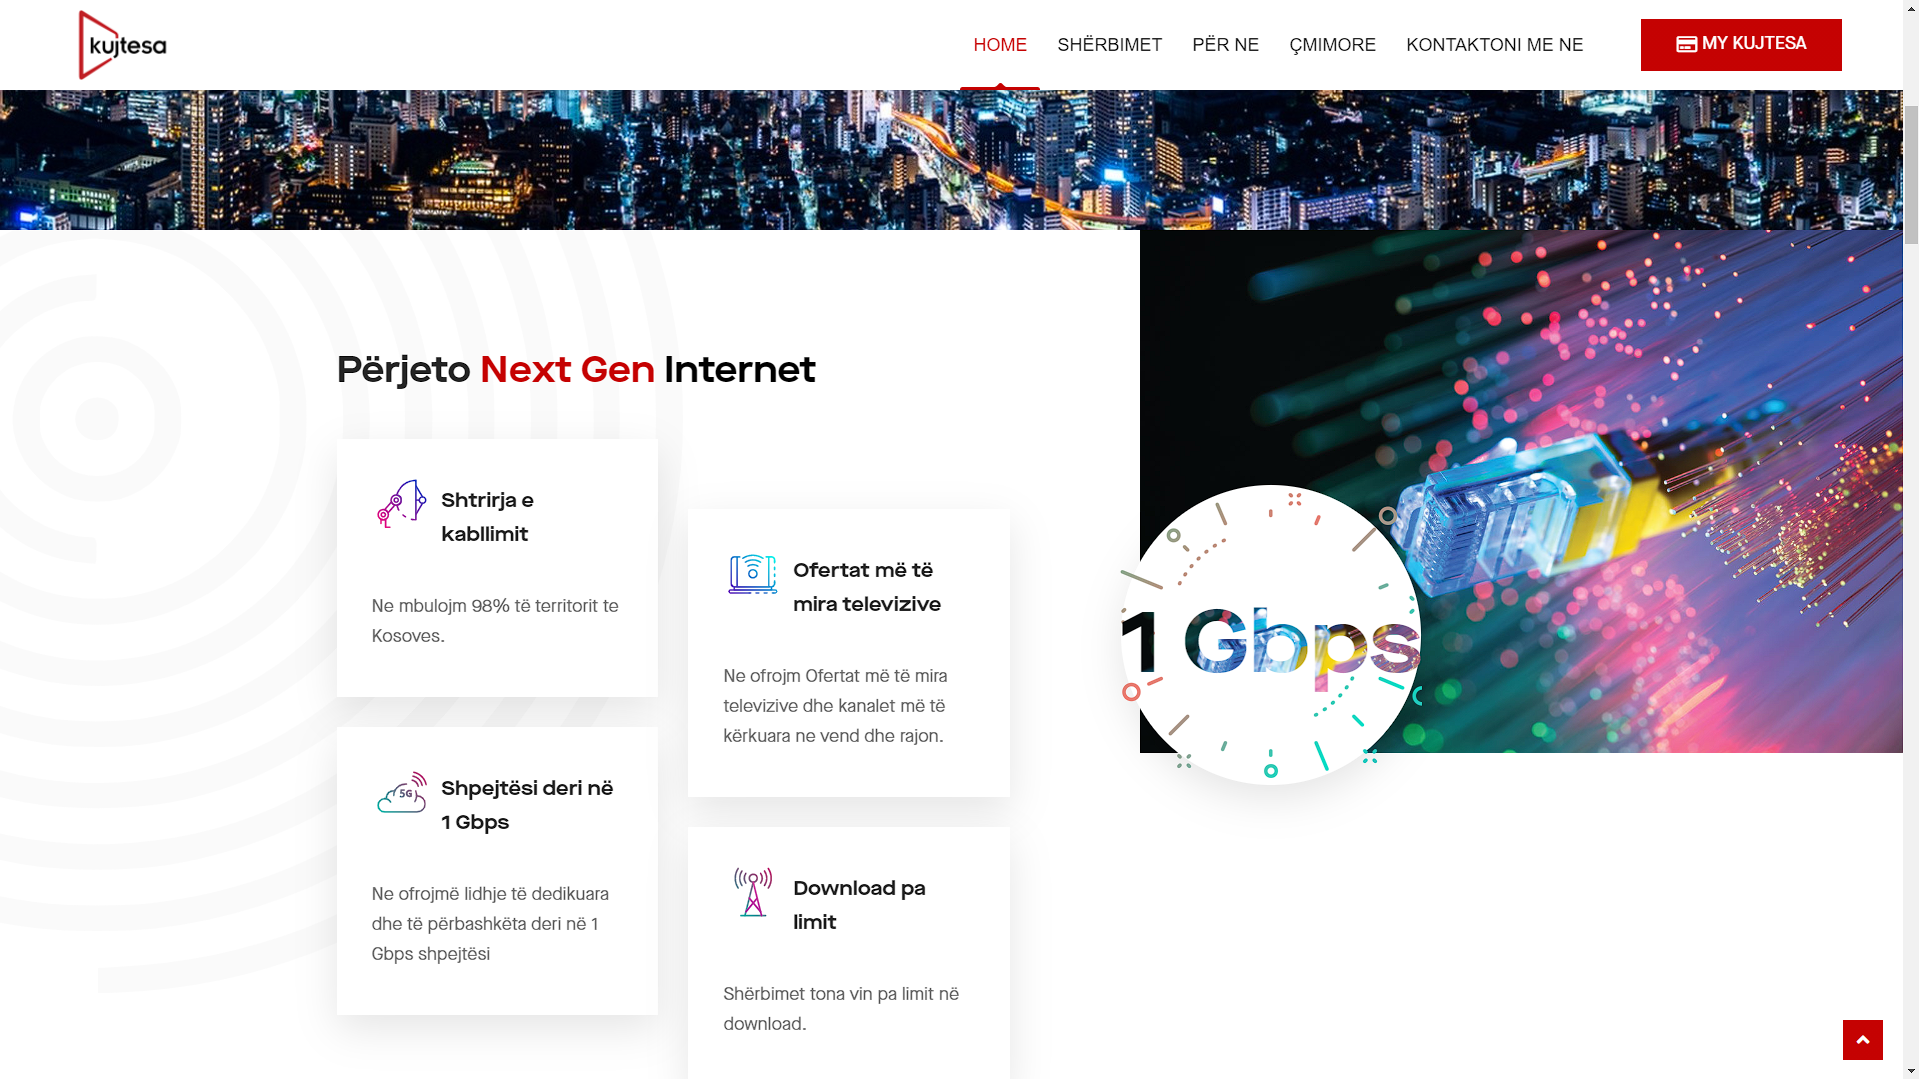 kujtesa
HOME
SHËRBIMET
PËR NE
ÇMIMORE
KONTAKTONI ME NE
MY KUJTESA
Përjeto Next Gen Internet
Shtrirja e
kabllimit
Ne mbulojm 98% të territorit te
Kosoves.
Ofertat më të
mira televizive
Ne ofrojm Ofertat më të mira
televizive dhe kanalet më të
kërkuara ne vend dhe rajon.
5G
Shpejtësi deri në
1 Gbps
Ne ofrojmë lidhje të dedikuara
dhe të përbashkëta deri në 1
Gbps shpejtësi
Download pa
limit
Shërbimet tona vin pa limit në
download.
1 Gbps